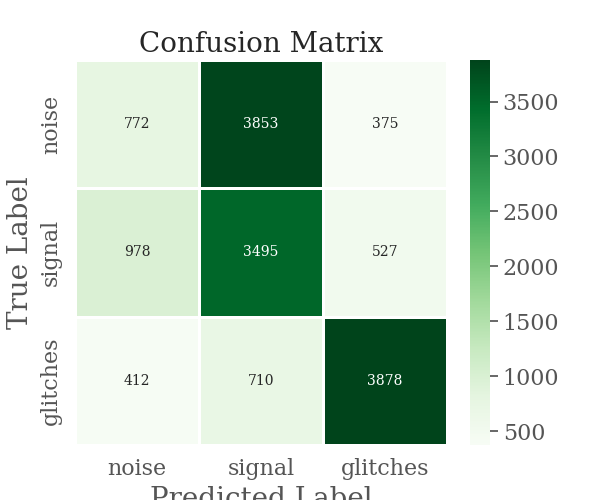 Confusion Matrix
True Label
noise
772 3853 375
signal
978 3495 527
glitches
412 710 3878
noise signal glitches
Predicted Label
3500
3000
2500
2000
1500
1000
500